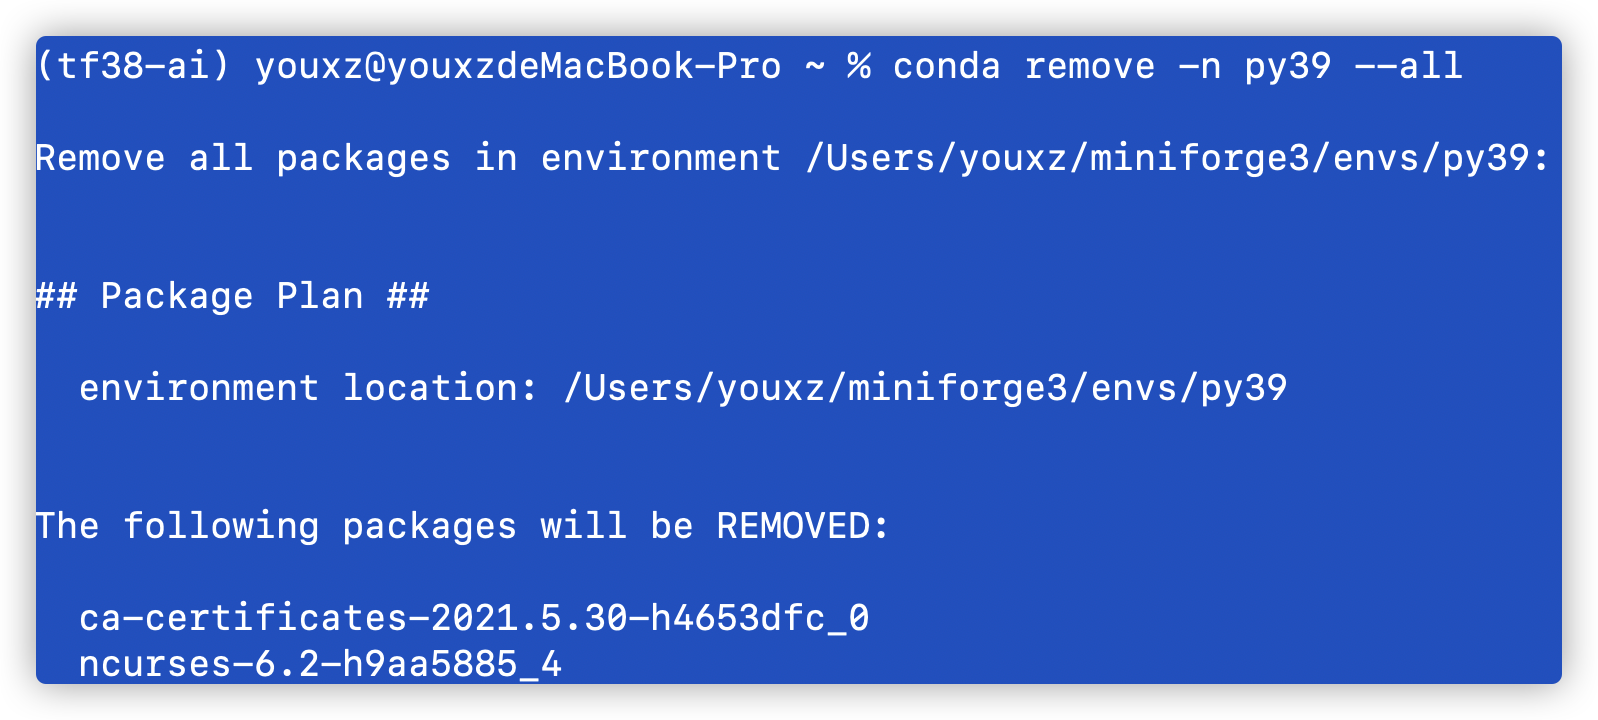 (tf38-ai) youxz@youxzdeMacBook-Pro ~ % conda remove -n py39 --all
Remove all packages in environment /Users/youxz/miniforge3/envs/py39:
## Package Plan ##
environment location: /Users/youxz/miniforge3/envs/py39
The following packages will be REMOVED:
ca-certificates-2021.5.30-h4653dfc_0
ncurses-6.2-h9aa5885_4